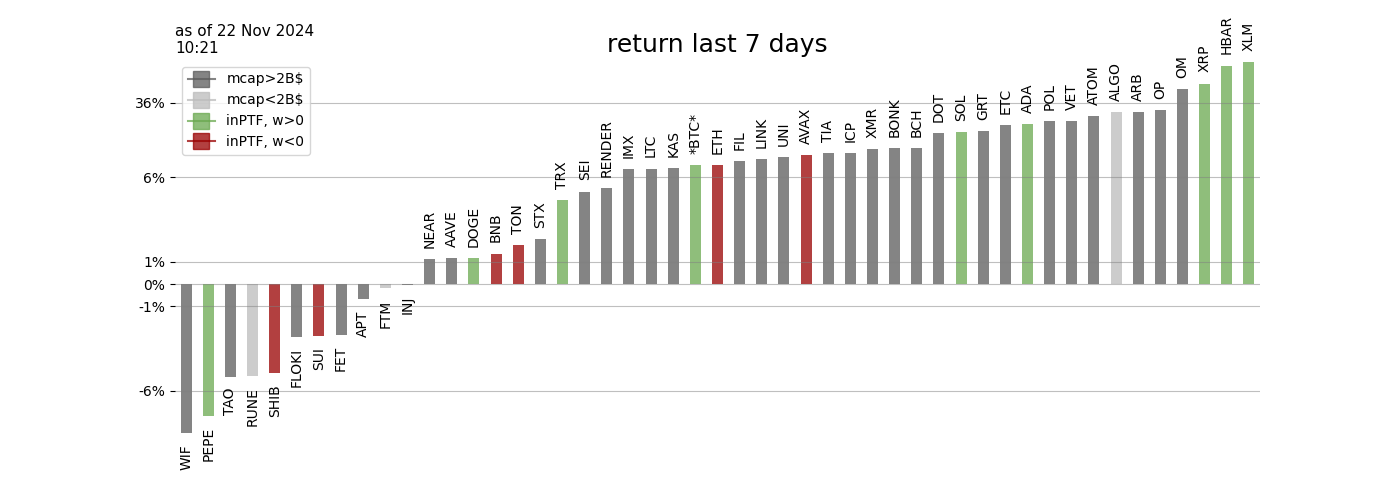 as of 22 Nov 2024
10:21
return last 7 days
mcap>2B$
mcap<2B$
inPTF, w>0
inPTF, w<0
36%
6%
1%
0%
-1%
-6%
WIF
PEPE
TAO
RUNE
SHIB
FLOKI
SUI
FET
APT
FTM
INJ
NEAR
AAVE
DOGE
BNB
TON
STX
TRX
SEI
RENDER
IMX
LTC
KAS
*BTC*
ETH
FIL
LINK
UNI
AVAX
TIA
ICP
XMR
BONK
BCH
DOT
SOL
GRT
ETC
ADA
POL
VET
ATOM
ALGO
ARB
OP
OM
XRP
HBAR
XLM